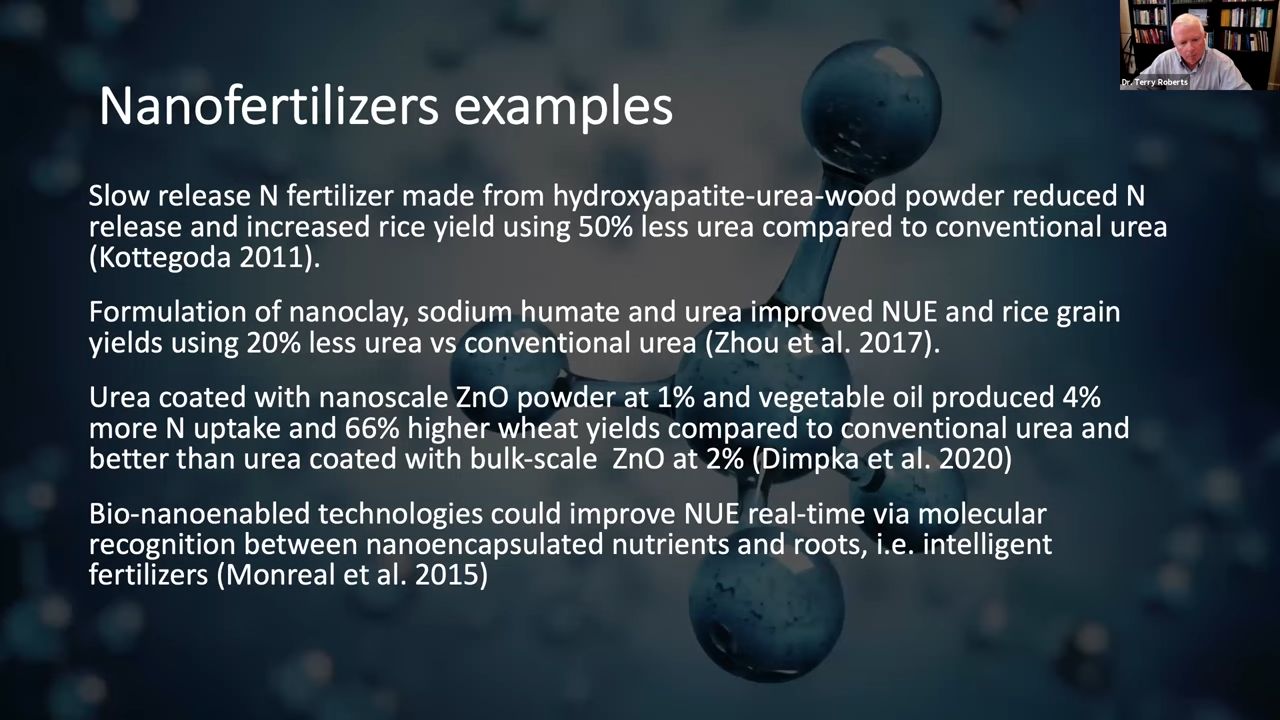 Dr. Terry Roberts
Nanofertilizers examples
Slow release N fertilizer made from hydroxyapatite-urea-wood powder reduced N
release and increased rice yield using 50% less urea compared to conventional urea
(Kottegoda 2011).
Formulation of nanoclay, sodium humate and urea improved NUE and rice grain
yields using 20% less urea vs conventional urea (Zhou et al. 2017).
Urea coated with nanoscale ZnO powder at 1% and vegetable oil produced 4%
more N uptake and 66% higher wheat yields compared to conventional urea and
better than urea coated with bulk-scale  ZnO at 2% (Dimpka et al. 2020)
Bio-nanoenabled technologies could improve NUE real-time via molecular
recognition between nanoencapsulated nutrients and roots, i.e. intelligent
fertilizers (Monreal et al. 2015)